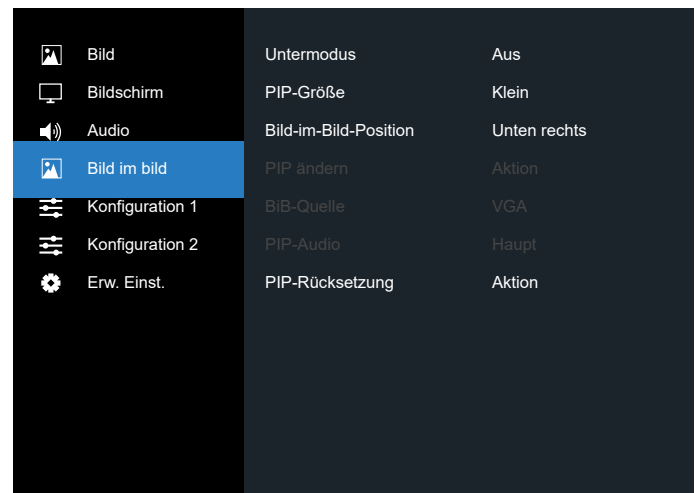 Bild
Bildschirm
Audio
Bild im bild
Konfiguration 1
Konfiguration 2
Erw. Einst.
Untermodus Aus
PIP-Größe Klein
Bild-im-Bild-Position Unten rechts
PIP ändern Aktion
BiB-Quelle VGA
PIP-Audio Haupt
PIP-Rücksetzung Aktion